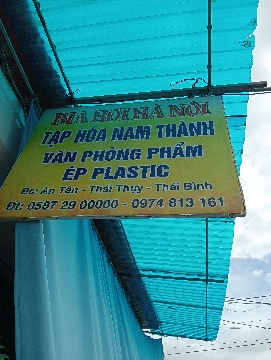 BIA HƠI HÀ NỘI
TẠP HÓA NAM THÀNH
VĂN PHÒNG PHẨM
ÉP PLASTIC
Đc: An Tân - Thái Thụy - Thái Bình
Đt: 0597 29 00000 - 0974 813 161